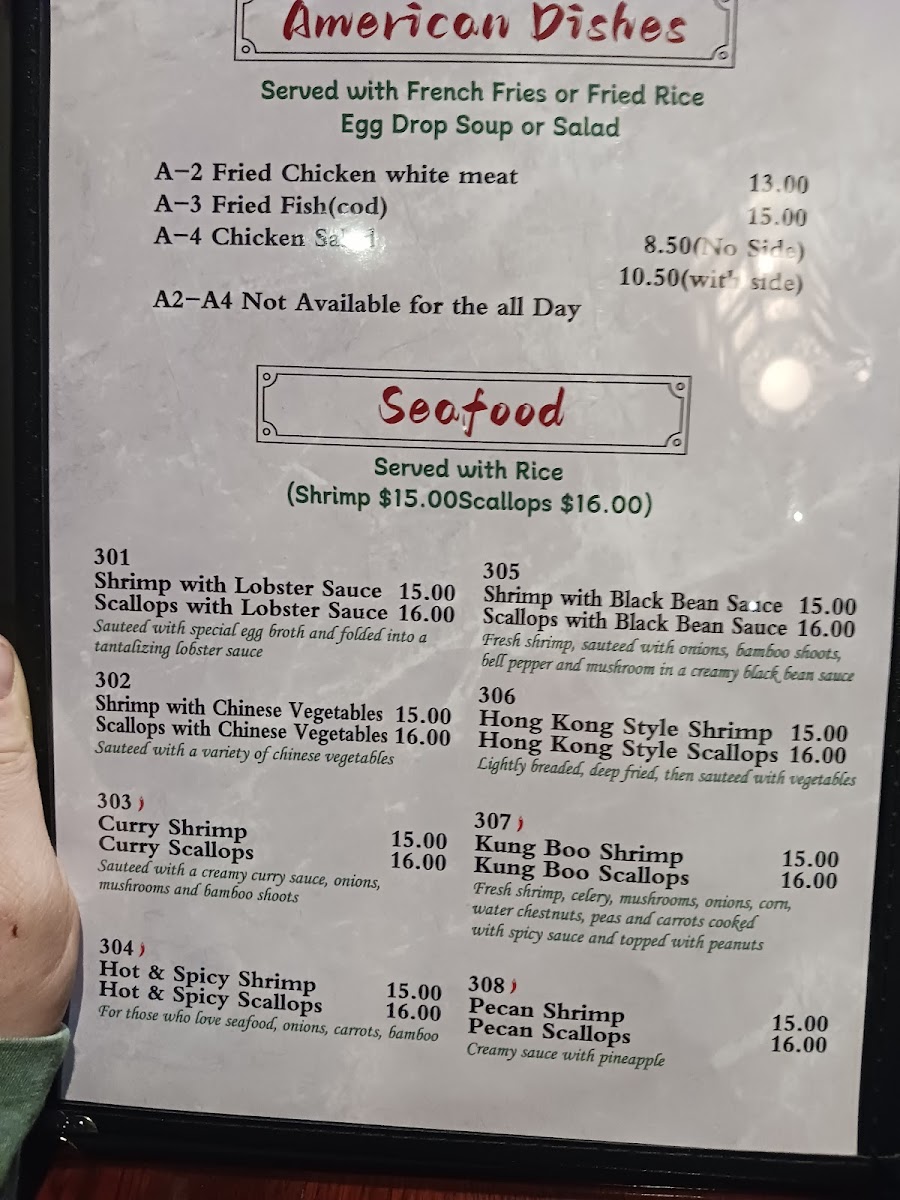 American Dishes
Served with French Fries or Fried Rice
Egg Drop Soup or Salad
A-2 Fried Chicken white meat 13.00
A-3 Fried Fish(cod) 15.00
A-4 Chicken 8.50(No Side)
10.50(with side)
A2-A4 Not Available for the all Day
Seafood
Served with Rice
(Shrimp $15.00Scallops $16.00)
301
Shrimp with Lobster Sauce 15.00
Scallops with Lobster Sauce 16.00
Sauteed with special egg broth and folded into a
tantalizing lobster sauce
302
Shrimp with Chinese Vegetables 15.00
Scallops with Chinese Vegetables 16.00
Sauteed with a variety of chinese vegetables
303
Curry Shrimp 15.00
Curry Scallops 16.00
Sauteed with a creamy curry sauce, onions,
mushrooms and bamboo shoots
304
Hot & Spicy Shrimp 15.00
Hot & Spicy Scallops 16.00
For those who love seafood, onions, carrots, bamboo
305
Shrimp with Black Bean Sauce 15.00
Scallops with Black Bean Sauce 16.00
Fresh shrimp, sauteed with onions, bamboo shoots,
bell pepper and mushroom in a creamy black bean sauce
306
Hong Kong Style Shrimp 15.00
Hong Kong Style Scallops 16.00
Lightly breaded, deep fried, then sauteed with vegetables
307
Kung Boo Shrimp 15.00
Kung Boo Scallops 16.00
Fresh shrimp, celery, mushrooms, onions, corn,
water chestnuts, peas and carrots cooked
with spicy sauce and topped with peanuts
308
Pecan Shrimp 15.00
Pecan Scallops 16.00
Creamy sauce with pineapple